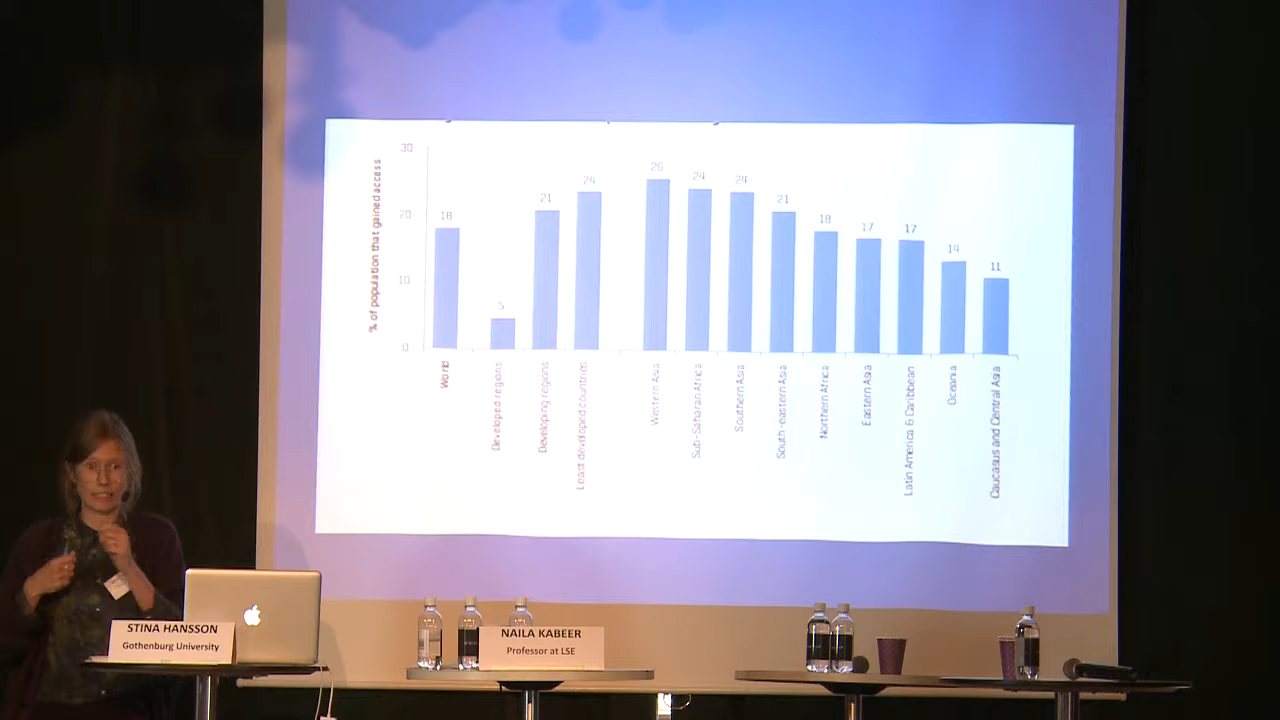 % of population that gained access
30
20
10
0
18
5
21
24
26
24
24
21
18
17
17
14
11
World
Developed regions
Developing regions
Least developed countries
Western Asia
Sub-Saharan Africa
Southern Asia
South-eastern Asia
Northern Africa
Eastern Asia
Latin America & Caribbean
Oceania
Caucasus and Central Asia
STINA HANSSON
Gothenburg University
NAILA KABEER
Professor at LSE